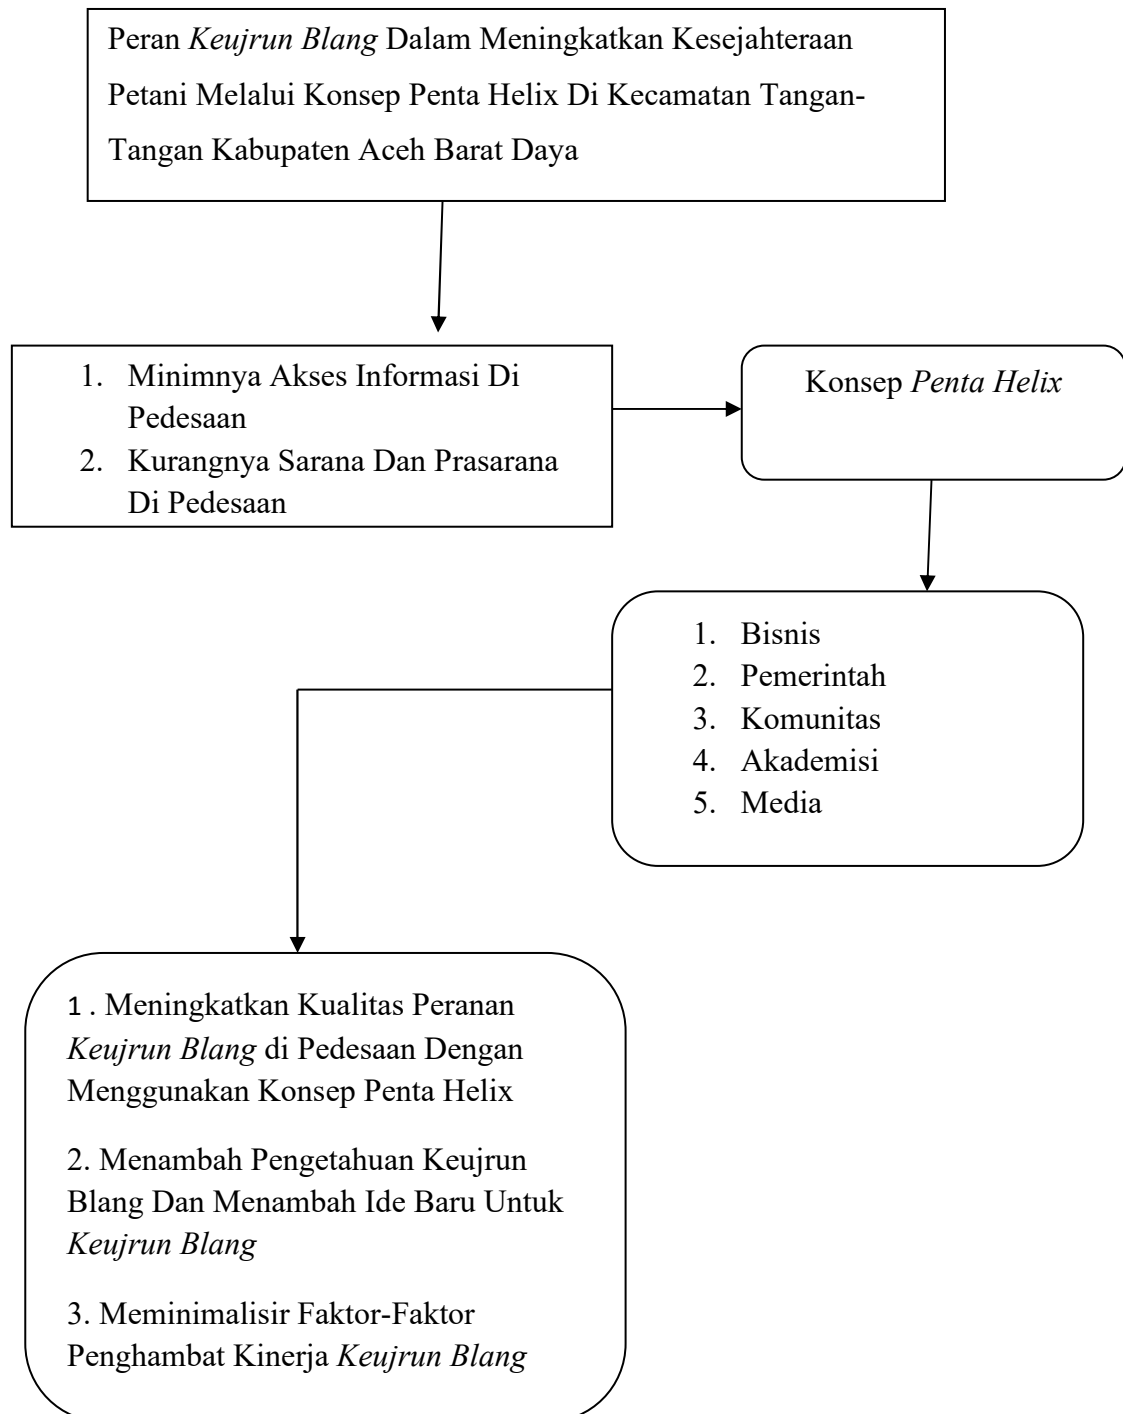 Peran Keujrun Blang Dalam Meningkatkan Kesejahteraan
Petani Melalui Konsep Penta Helix Di Kecamatan Tangan-
Tangan Kabupaten Aceh Barat Daya
1. Minimnya Akses Informasi Di
Pedesaan
2. Kurangnya Sarana Dan Prasarana
Di Pedesaan
Konsep Penta Helix
1. Bisnis
2. Pemerintah
3. Komunitas
4. Akademisi
5. Media
1 . Meningkatkan Kualitas Peranan
Keujrun Blang di Pedesaan Dengan
Menggunakan Konsep Penta Helix
2. Menambah Pengetahuan Keujrun
Blang Dan Menambah Ide Baru Untuk
Keujrun Blang
3. Meminimalisir Faktor-Faktor
Penghambat Kinerja Keujrun Blang